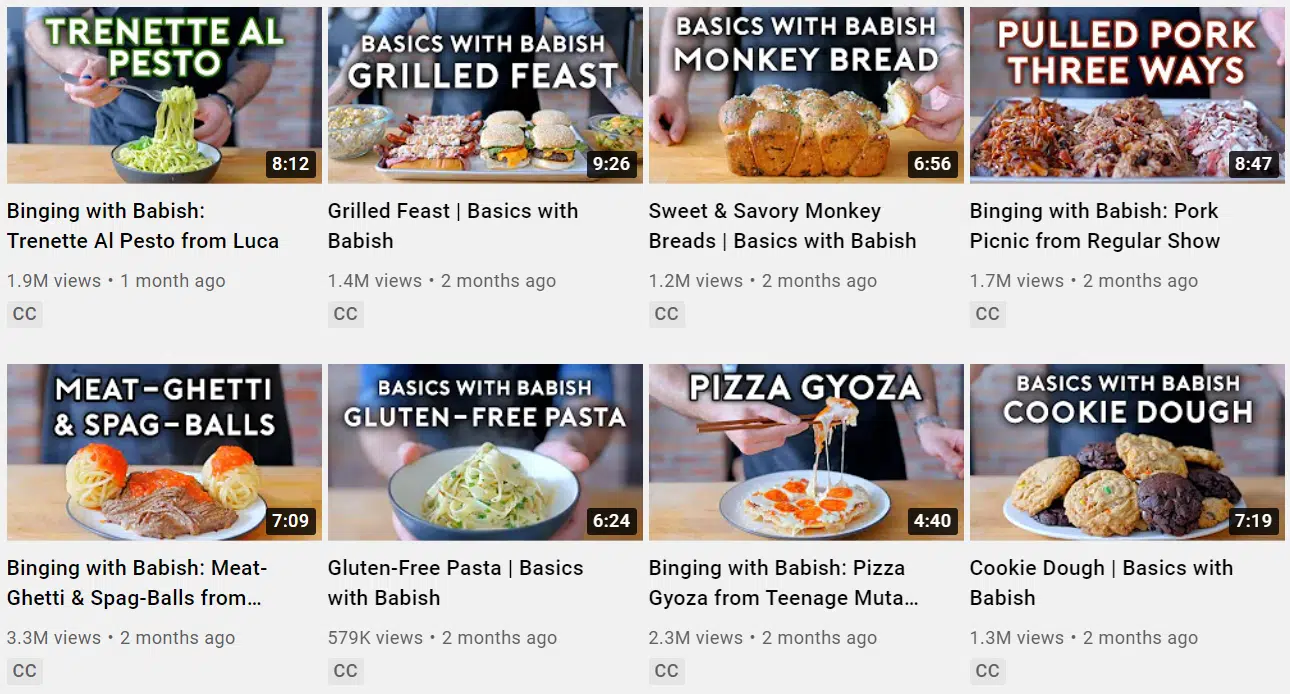 TRENETTE AL
PESTO
8:12
Binging with Babish:
Trenette Al Pesto from Luca
1.9M views • 1 month ago
CC
BASICS WITH BABISH
GRILLED FEAST
9:26
Grilled Feast | Basics with
Babish
1.4M views • 2 months ago
CC
BASICS WITH BABISH
MONKEY BREAD
6:56
Sweet & Savory Monkey
Breads | Basics with Babish
1.2M views • 2 months ago
CC
PULLED PORK
THREE WAYS
8:47
Binging with Babish: Pork
Picnic from Regular Show
1.7M views • 2 months ago
CC
MEAT-GHETTI
& SPAG-BALLS
7:09
Binging with Babish: Meat-
Ghetti & Spag-Balls from...
3.3M views • 2 months ago
CC
BASICS WITH BABISH
GLUTEN-FREE PASTA
6:24
Gluten-Free Pasta | Basics
with Babish
579K views • 2 months ago
CC
PIZZA GYOZA
4:40
Binging with Babish: Pizza
Gyoza from Teenage Muta...
2.3M views • 2 months ago
CC
BASICS WITH BABISH
COOKIE DOUGH
7:19
Cookie Dough | Basics with
Babish
1.3M views • 2 months ago
CC